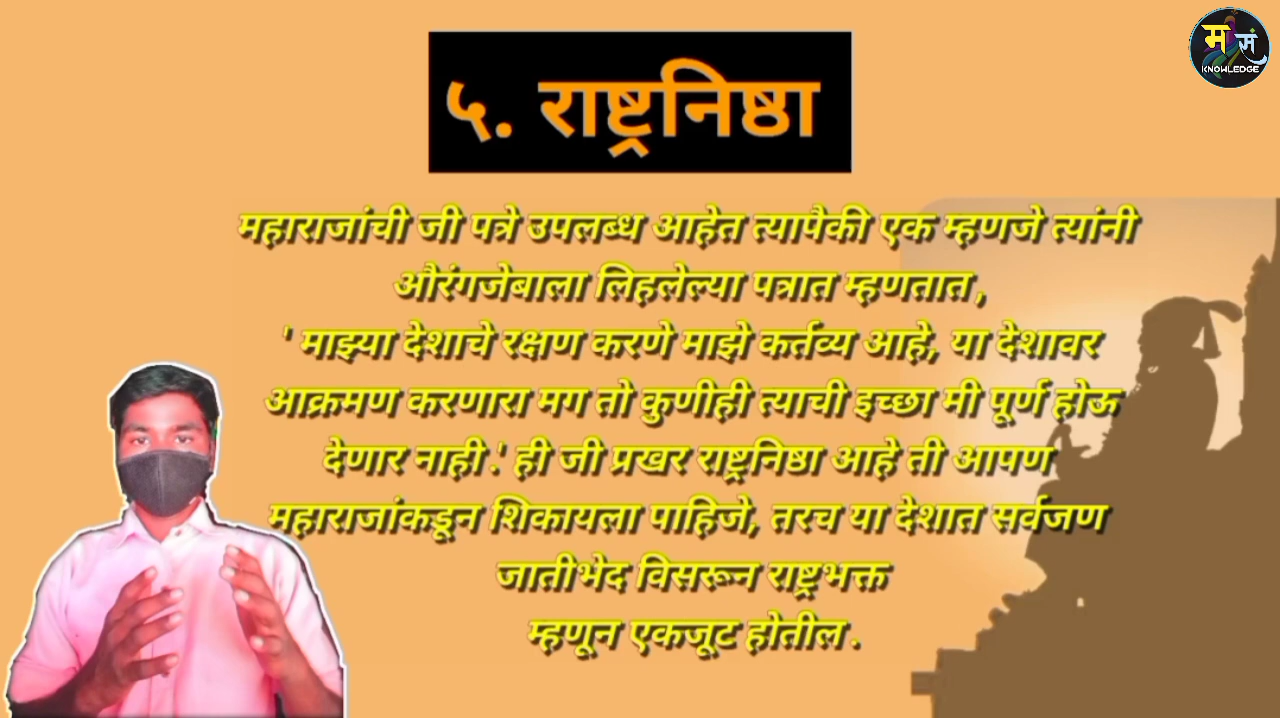 म सं
KNOWLEDGE
५. राष्ट्रनिष्ठा
महाराजांची जी पत्रे उपलब्ध आहेत त्यापैकी एक म्हणजे त्यांनी
औरंगजेबाला लिहलेल्या पत्रात म्हणतात ,
' माझ्या देशाचे रक्षण करणे माझे कर्तव्य आहे, या देशावर
आक्रमण करणारा मग तो कुणीही त्याची इच्छा मी पूर्ण होऊ
देणार नाही .' ही जी प्रखर राष्ट्रनिष्ठा आहे ती आपण
महाराजांकडून शिकायला पाहिजे, तरच या देशात सर्वजण
जातीभेद विसरून राष्ट्रभक्त
म्हणून एकजूट होतील .